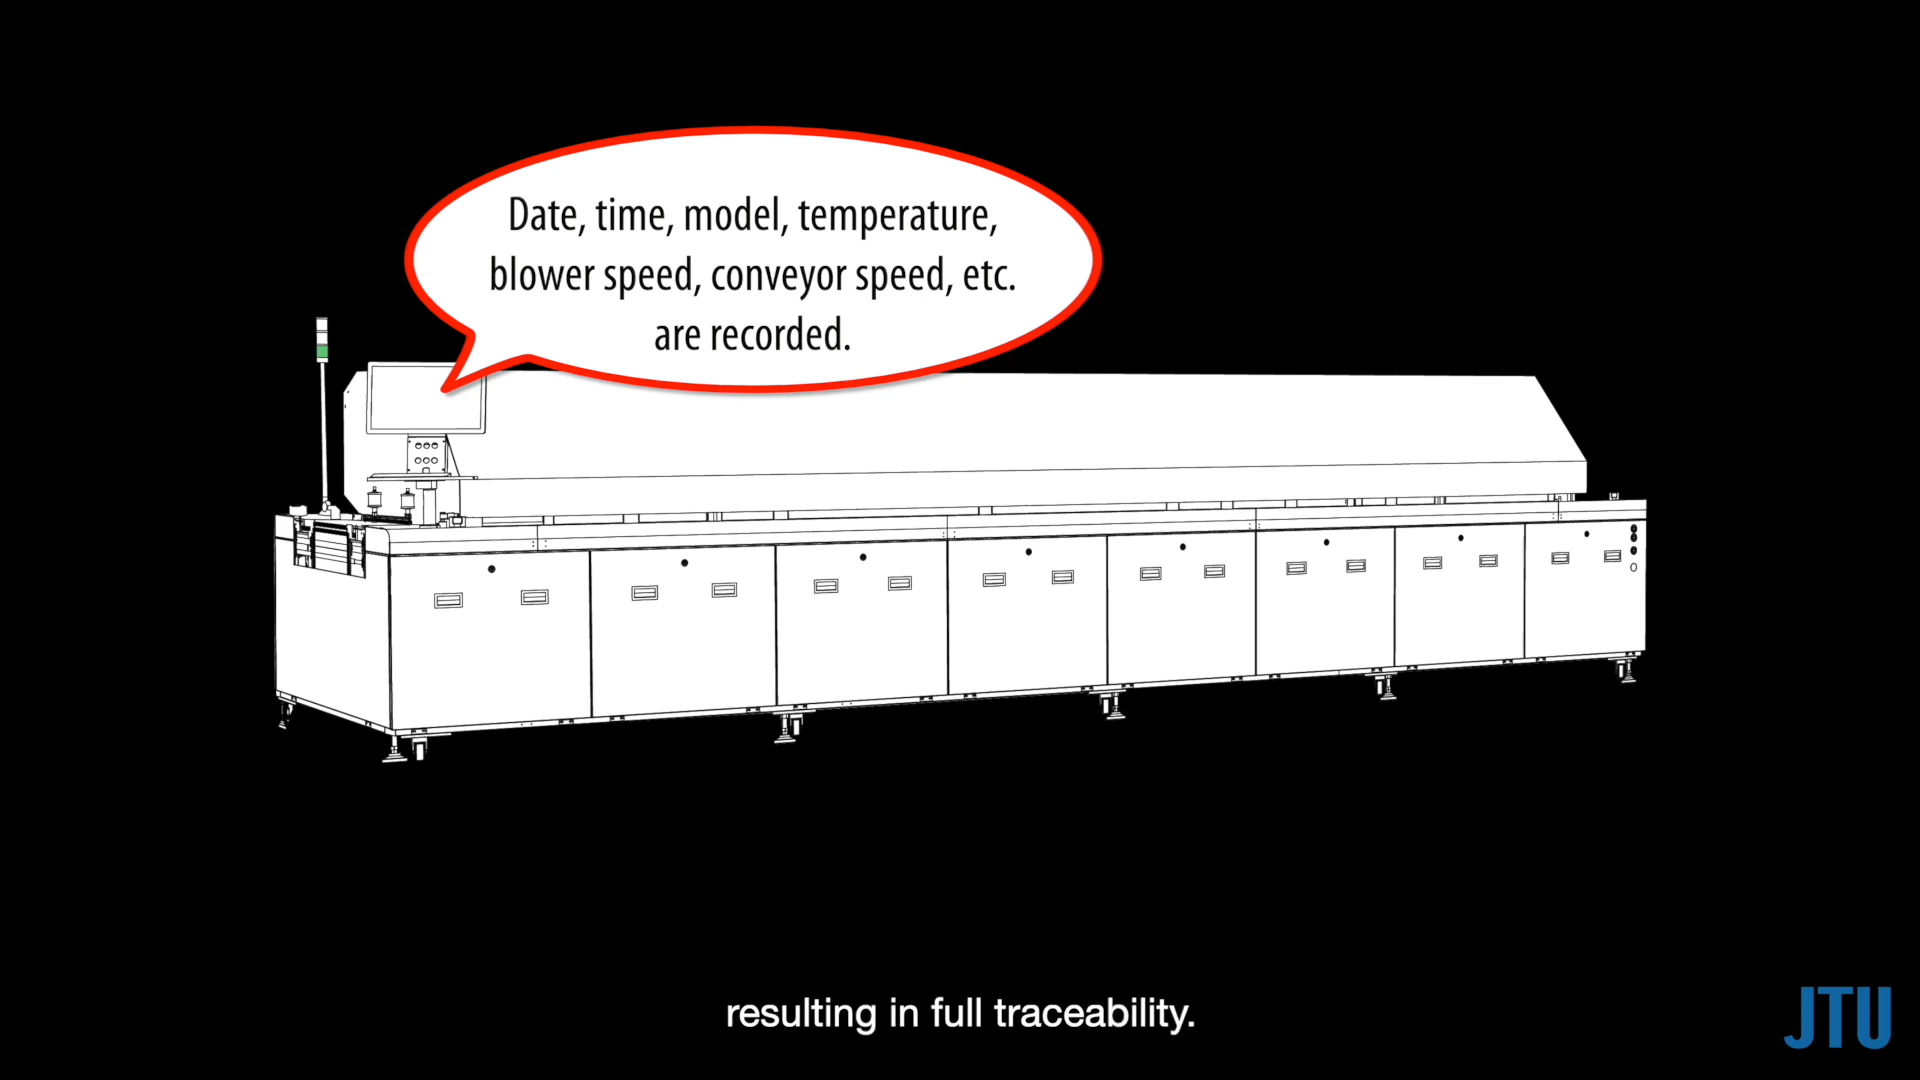 Date, time, model, temperature,
blower speed, conveyor speed, etc.
are recorded.
resulting in full traceability.
JTU